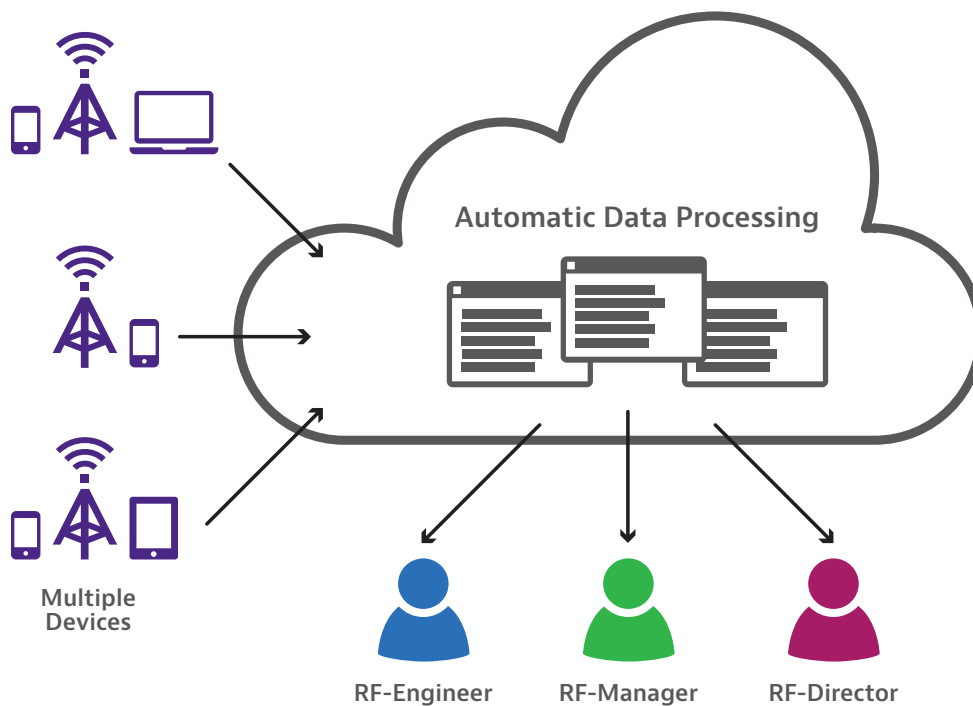 Automatic Data Processing
Multiple
Devices
RF-Engineer
RF-Manager
RF-Director